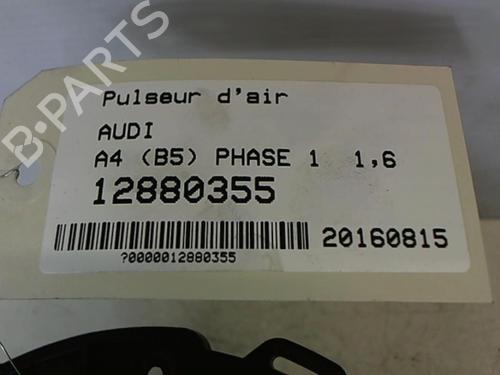 Pulseur d'air
AUDI
A4 (B5) PHASE 1 1,6
12880355
20160815
?0000012880355
B-PARTS